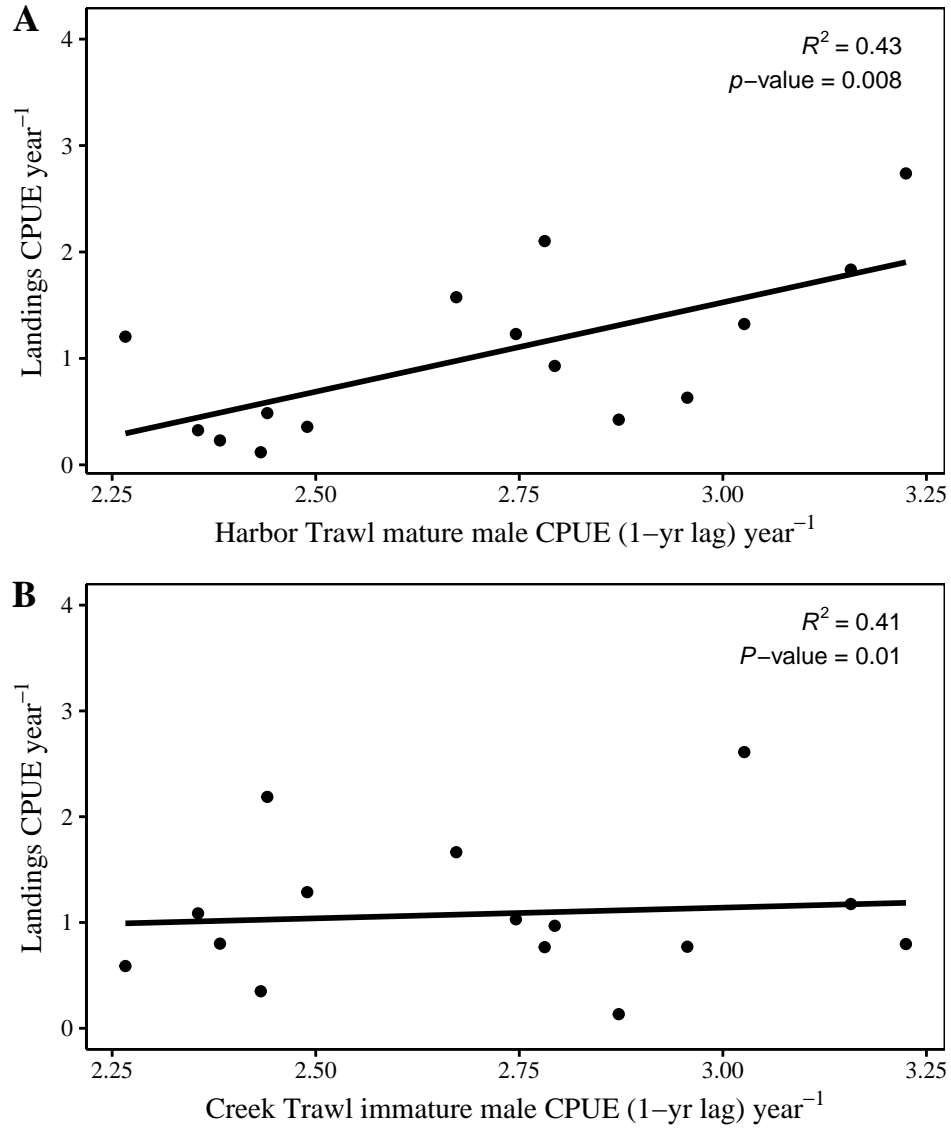 A
R² = 0.43
p−value = 0.008
Landings CPUE year⁻¹
4
3
2
1
0
2.25 2.50 2.75 3.00 3.25
Harbor Trawl mature male CPUE (1−yr lag) year⁻¹
B
R² = 0.41
P−value = 0.01
Landings CPUE year⁻¹
4
3
2
1
0
2.25 2.50 2.75 3.00 3.25
Creek Trawl immature male CPUE (1−yr lag) year⁻¹